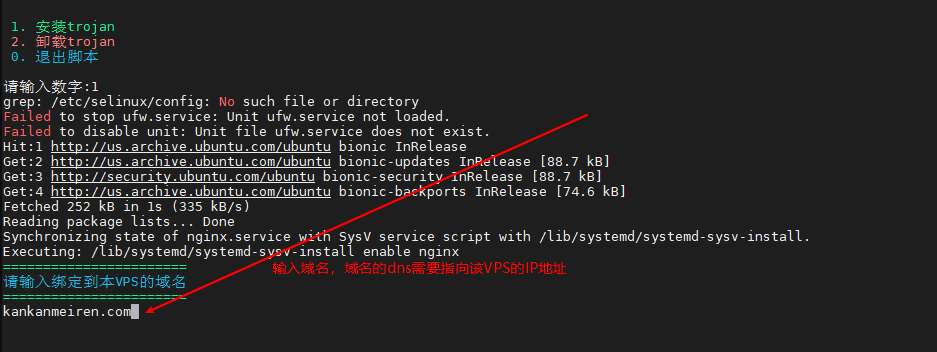 1. 安装trojan
2. 卸载trojan
0. 退出脚本
请输入数字:1
grep: /etc/selinux/config: No such file or directory
Failed to stop ufw.service: Unit ufw.service not loaded.
Failed to disable unit: Unit file ufw.service does not exist.
Hit:1 http://us.archive.ubuntu.com/ubuntu bionic InRelease
Get:2 http://us.archive.ubuntu.com/ubuntu bionic-updates InRelease [88.7 kB]
Get:3 http://security.ubuntu.com/ubuntu bionic-security InRelease [88.7 kB]
Get:4 http://us.archive.ubuntu.com/ubuntu bionic-backports InRelease [74.6 kB]
Fetched 252 kB in 1s (335 kB/s)
Reading package lists... Done
Synchronizing state of nginx.service with SysV service script with /lib/systemd/systemd-sysv-install.
Executing: /lib/systemd/systemd-sysv-install enable nginx
=======================
输入域名，域名的dns需要指向该VPS的IP地址
请输入绑定到本VPS的域名
=======================
kankanmeiren.com